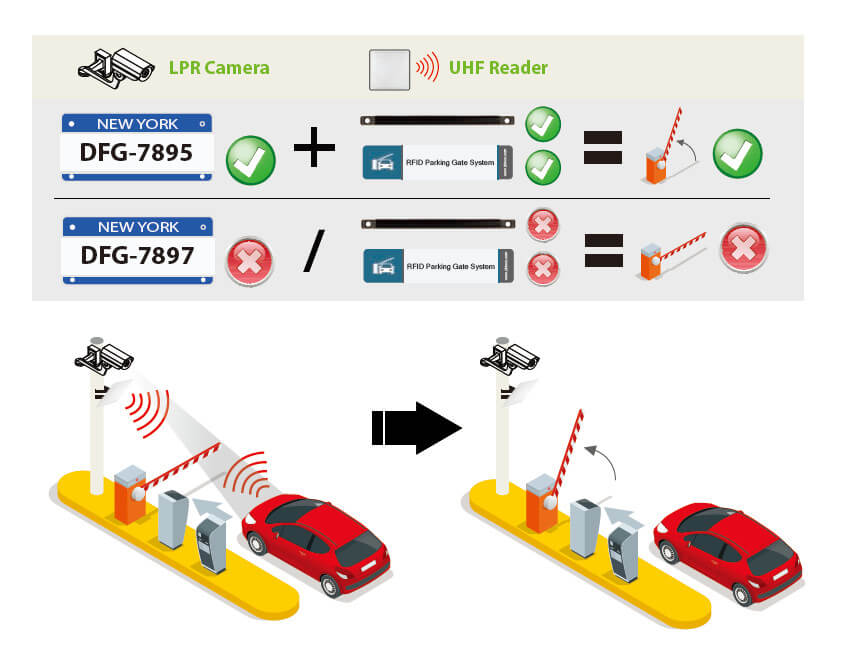 LPR Camera
UHF Reader
NEW YORK
DFG-7895
+
RFID Parking Gate System
=
NEW YORK
DFG-7897
/
RFID Parking Gate System
=